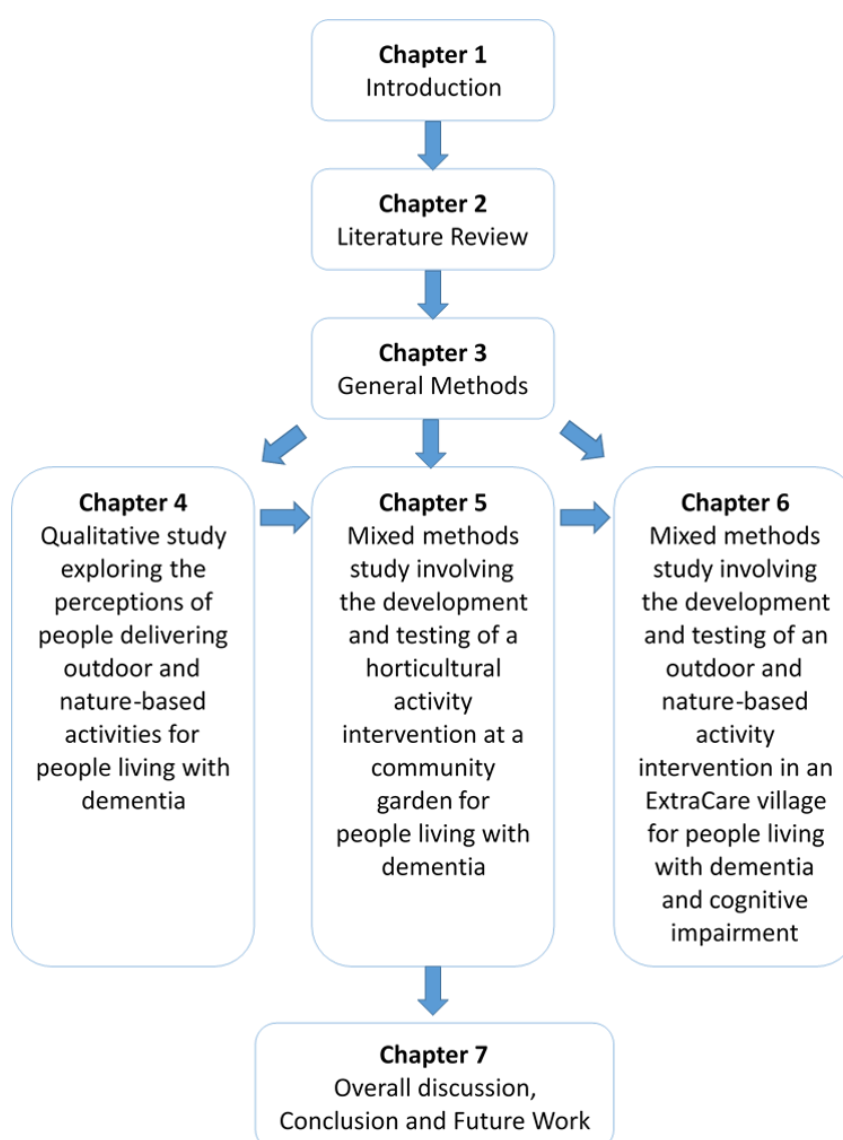 Chapter 1
Introduction
Chapter 2
Literature Review
Chapter 3
General Methods
Chapter 4
Qualitative study
exploring the
perceptions of
people delivering
outdoor and
nature-based
activities for
people living with
dementia
Chapter 5
Mixed methods
study involving
the development
and testing of a
horticultural
activity
intervention at a
community
garden for
people living with
dementia
Chapter 6
Mixed methods
study involving
the development
and testing of an
outdoor and
nature-based
activity
intervention in an
ExtraCare village
for people living
with dementia
and cognitive
impairment
Chapter 7
Overall discussion,
Conclusion and Future Work